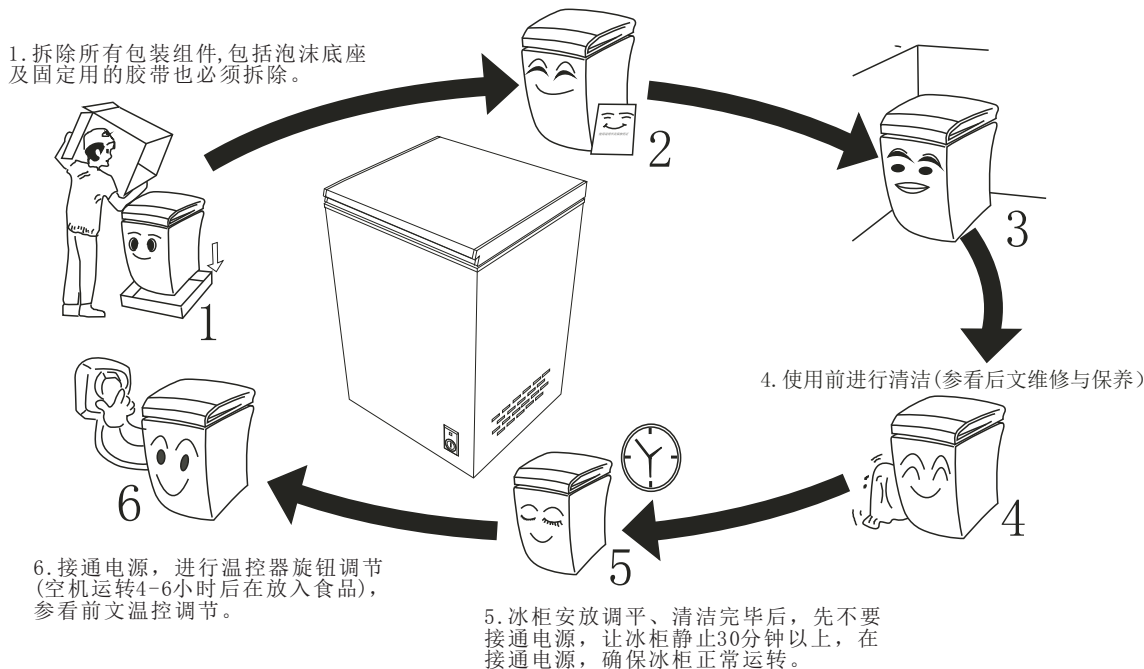 1.拆除所有包装组件,包括泡沫底座
及固定用的胶带也必须拆除。
1
2
3
4.使用前进行清洁(参看后文维修与保养)
4
5
5.冰柜安放调平、清洁完毕后，先不要
接通电源，让冰柜静止30分钟以上，在
接通电源，确保冰柜正常运转。
6
6.接通电源，进行温控器旋钮调节
(空机运转4-6小时后在放入食品)，
参看前文温控调节。